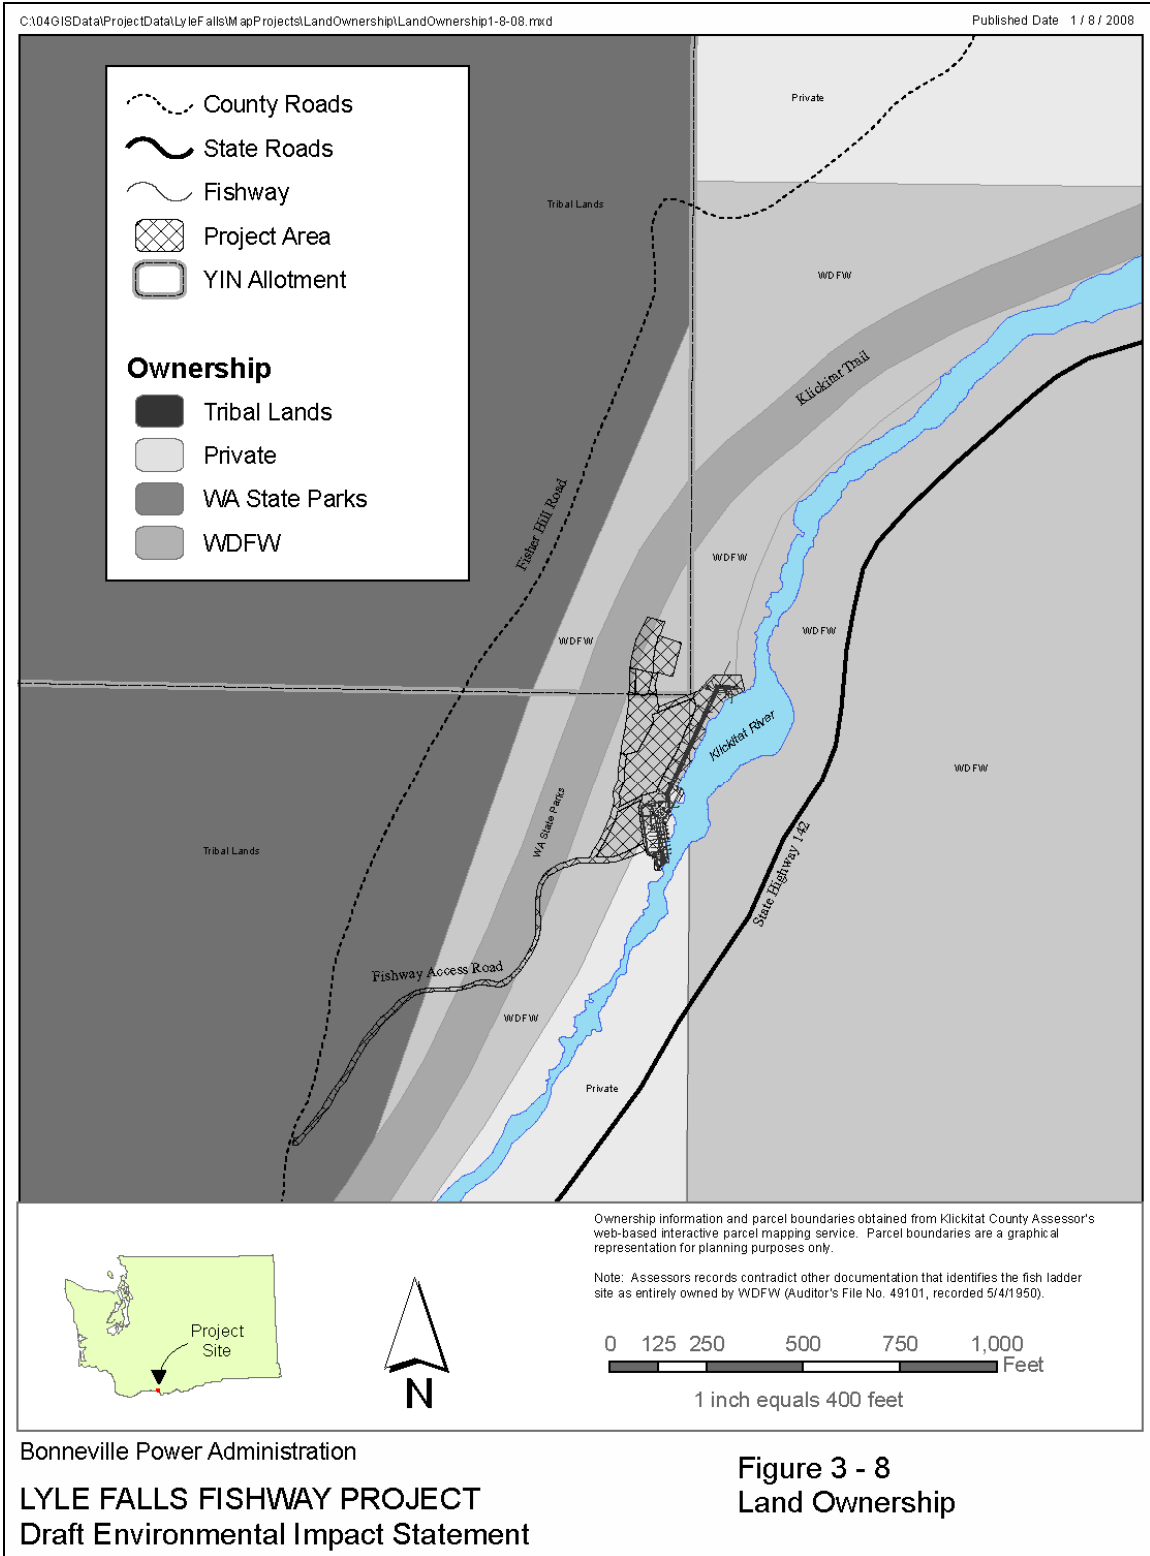 C:\04GISData\ProjectData\LyleFalls\MapProjects\LandOwnership\LandOwnership1-8-08.mxd
Published Date 1 / 8 / 2008
County Roads
State Roads
Fishway
Project Area
YIN Allotment
Ownership
Tribal Lands
Private
WA State Parks
WDFW
Private
Tribal Lands
WDFW
Klickitat Trail
Fisher Hill Road
WDFW
WDFW
WDFW
Klickitat River
WDFW
WA State Parks
State Highway 142
Tribal Lands
Fishway Access Road
WDFW
Private
Ownership information and parcel boundaries obtained from Klickitat County Assessor's
web-based interactive parcel mapping service. Parcel boundaries are a graphical
representation for planning purposes only.
Note: Assessors records contradict other documentation that identifies the fish ladder
site as entirely owned by WDFW (Auditor's File No. 49101, recorded 5/4/1950).
Project
Site
N
0 125 250 500 750 1,000
Feet
1 inch equals 400 feet
Bonneville Power Administration
LYLE FALLS FISHWAY PROJECT
Draft Environmental Impact Statement
Figure 3 - 8
Land Ownership